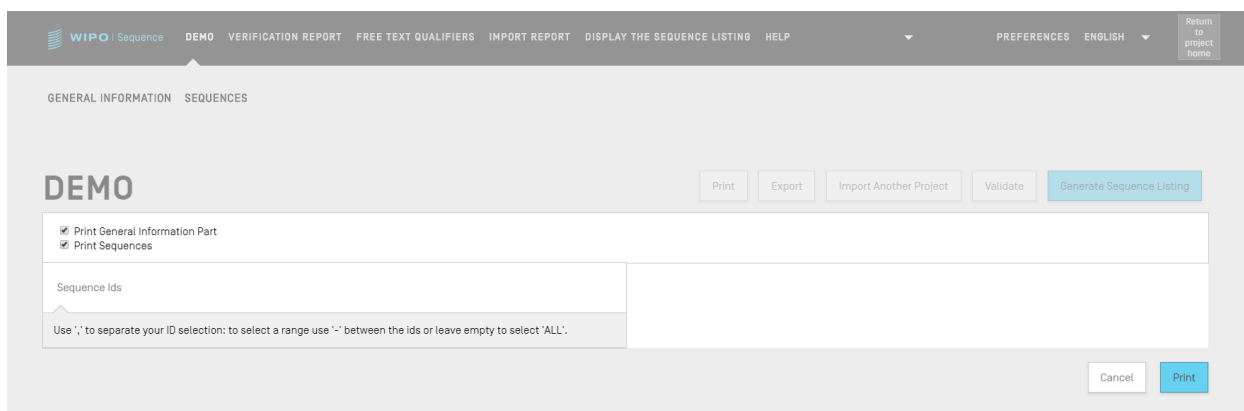 WIPO | Sequence DEMO VERIFICATION REPORT FREE TEXT QUALIFIERS IMPORT REPORT DISPLAY THE SEQUENCE LISTING HELP PREFERENCES ENGLISH
Return
to
project
home
GENERAL INFORMATION SEQUENCES
DEMO
Print Export Import Another Project Validate Generate Sequence Listing
Print General Information Part
Print Sequences
Sequence Ids
Use ',' to separate your ID selection: to select a range use '-' between the ids or leave empty to select 'ALL'.
Cancel Print